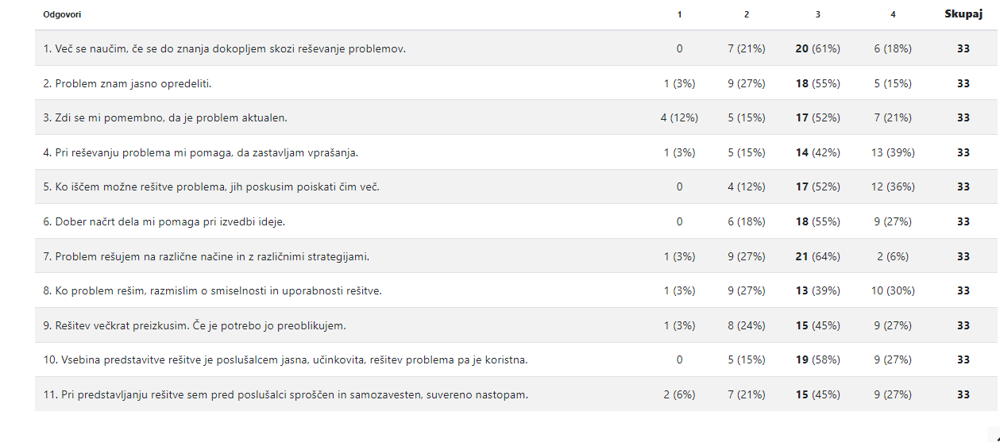 Odgovori 1 2 3 4 Skupaj
1. Več se naučim, če se do znanja dokopljem skozi reševanje problemov. 0 7 (21%) 20 (61%) 6 (18%) 33
2. Problem znam jasno opredeliti. 1 (3%) 9 (27%) 18 (55%) 5 (15%) 33
3. Zdi se mi pomembno, da je problem aktualen. 4 (12%) 5 (15%) 17 (52%) 7 (21%) 33
4. Pri reševanju problema mi pomaga, da zastavljam vprašanja. 1 (3%) 5 (15%) 14 (42%) 13 (39%) 33
5. Ko iščem možne rešitve problema, jih poskusim poiskati čim več. 0 4 (12%) 17 (52%) 12 (36%) 33
6. Dober načrt dela mi pomaga pri izvedbi ideje. 0 6 (18%) 18 (55%) 9 (27%) 33
7. Problem rešujem na različne načine in z različnimi strategijami. 1 (3%) 9 (27%) 21 (64%) 2 (6%) 33
8. Ko problem rešim, razmislim o smiselnosti in uporabnosti rešitve. 1 (3%) 9 (27%) 13 (39%) 10 (30%) 33
9. Rešitev večkrat preizkusim. Če je potrebo jo preoblikujem. 1 (3%) 8 (24%) 15 (45%) 9 (27%) 33
10. Vsebina predstavitve rešitve je poslušalcem jasna, učinkovita, rešitev problema pa je koristna. 0 5 (15%) 19 (58%) 9 (27%) 33
11. Pri predstavljanju rešitve sem pred poslušalci sproščen in samozavesten, suvereno nastopam. 2 (6%) 7 (21%) 15 (45%) 9 (27%) 33